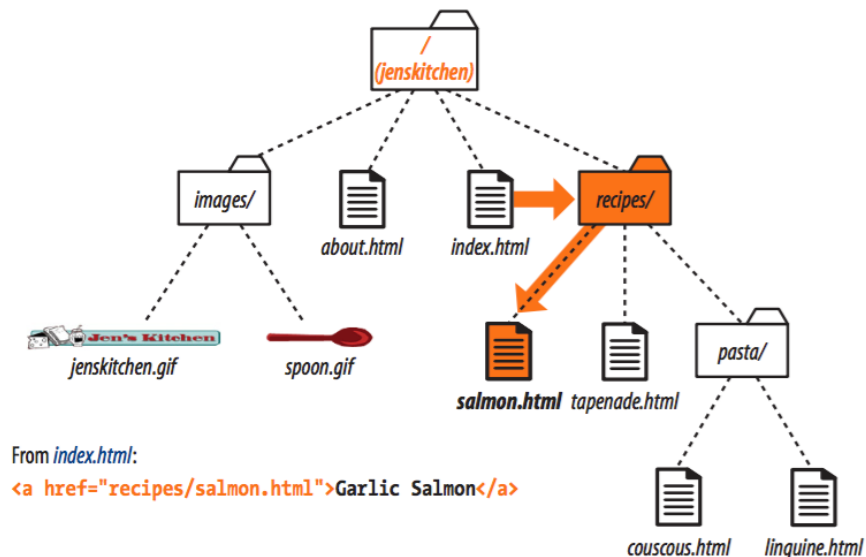 /
(jenskitchen)
images/
about.html
index.html
recipes/
Jen's Kitchen
jenskitchen.gif
spoon.gif
salmon.html
tapenade.html
pasta/
From index.html:
<a href="recipes/salmon.html">Garlic Salmon</a>
couscous.html
linguine.html